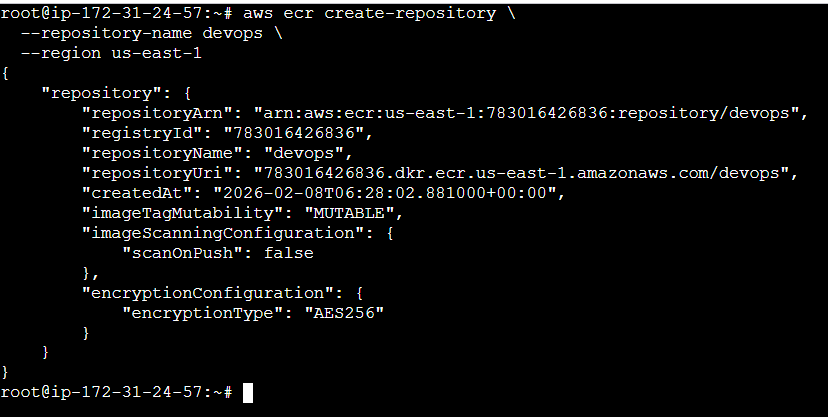 root@ip-172-31-24-57:~# aws ecr create-repository \
  --repository-name devops \
  --region us-east-1
{
    "repository": {
        "repositoryArn": "arn:aws:ecr:us-east-1:783016426836:repository/devops",
        "registryId": "783016426836",
        "repositoryName": "devops",
        "repositoryUri": "783016426836.dkr.ecr.us-east-1.amazonaws.com/devops",
        "createdAt": "2026-02-08T06:28:02.881000+00:00",
        "imageTagMutability": "MUTABLE",
        "imageScanningConfiguration": {
            "scanOnPush": false
        },
        "encryptionConfiguration": {
            "encryptionType": "AES256"
        }
    }
}
root@ip-172-31-24-57:~#